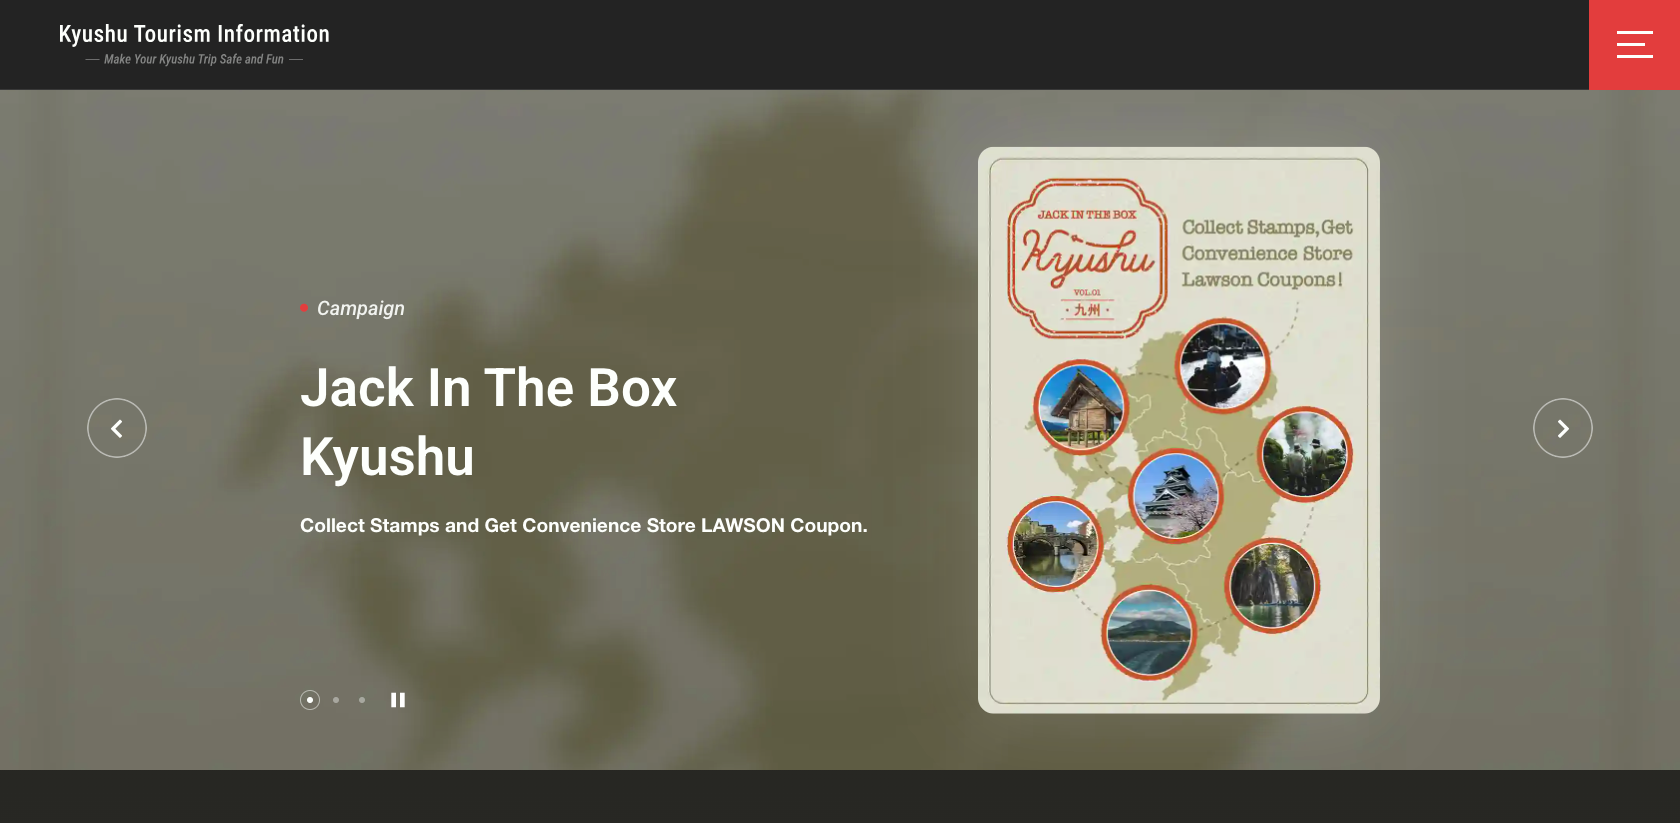 Kyushu Tourism Information
Make Your Kyushu Trip Safe and Fun
Campaign
Jack In The Box
Kyushu
Collect Stamps and Get Convenience Store LAWSON Coupon.
JACK IN THE BOX
Kyushu
VOL.01
・九州・
Collect Stamps, Get
Convenience Store
Lawson Coupons!